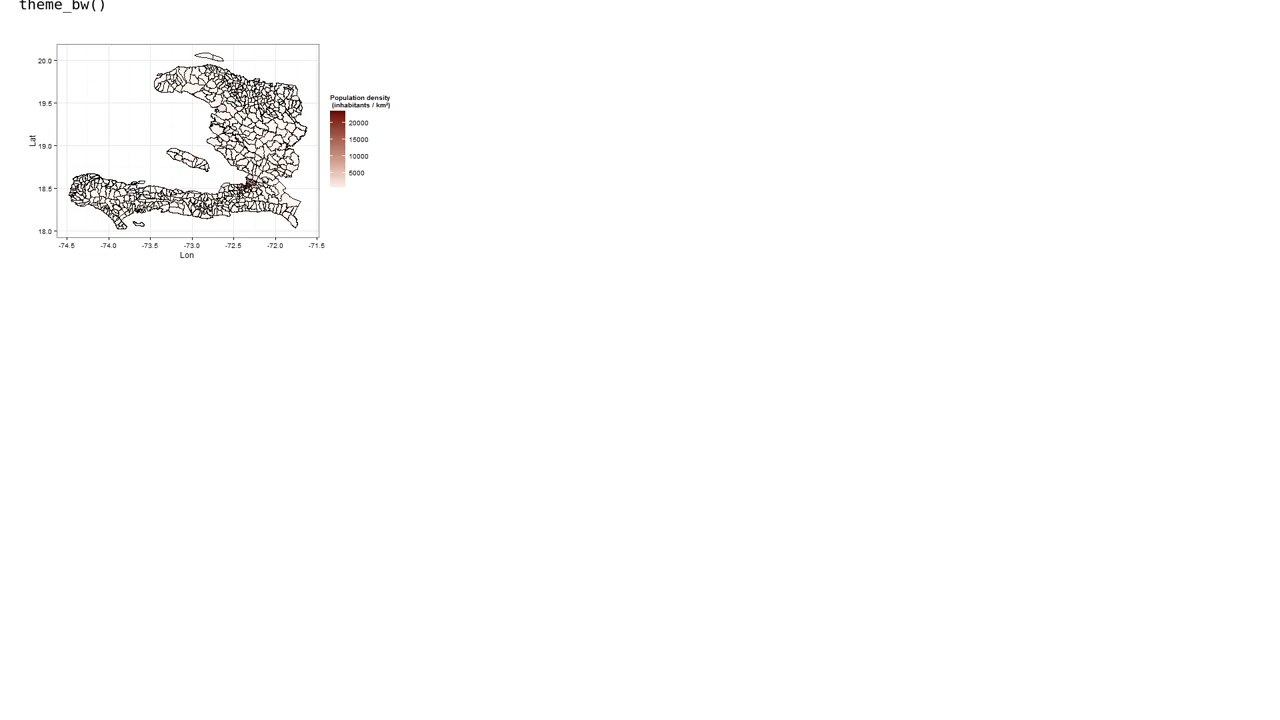 theme_bw()
20.0
19.5
19.0
18.5
18.0
Lat
-74.5 -74.0 -73.5 -73.0 -72.5 -72.0 -71.5
Lon
Population density
(inhabitants / km²)
20000
15000
10000
5000